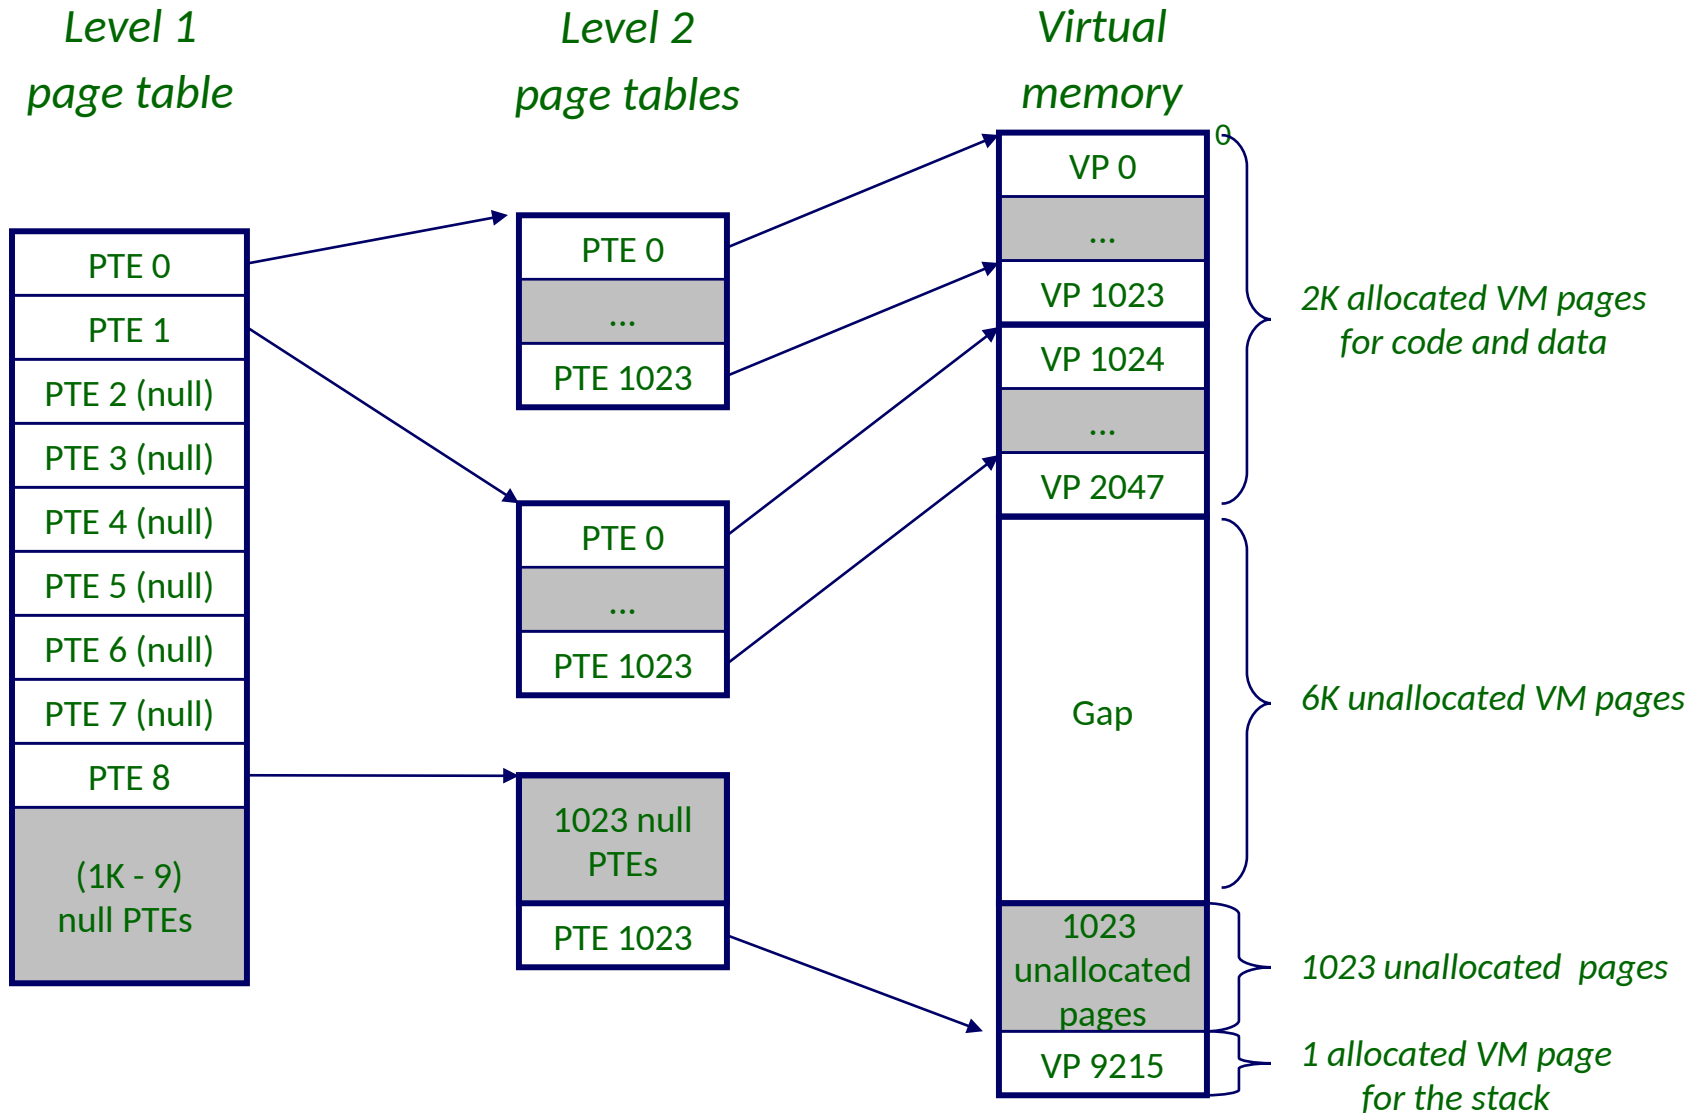 Level 1
page table
Level 2
page tables
Virtual
memory
0
PTE 0
PTE 1
PTE 2 (null)
PTE 3 (null)
PTE 4 (null)
PTE 5 (null)
PTE 6 (null)
PTE 7 (null)
PTE 8
(1K - 9)
null PTEs
PTE 0
...
PTE 1023
PTE 0
...
PTE 1023
1023 null
PTEs
PTE 1023
VP 0
...
VP 1023
VP 1024
...
VP 2047
Gap
1023
unallocated
pages
VP 9215
2K allocated VM pages
for code and data
6K unallocated VM pages
1023 unallocated  pages
1 allocated VM page
for the stack